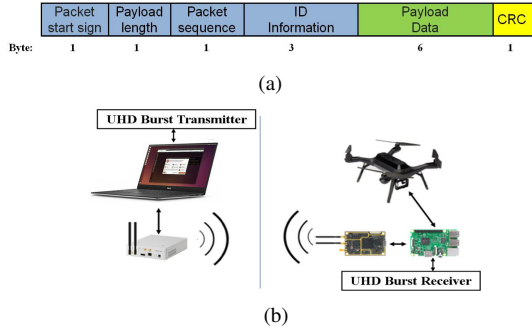 Packet start sign Payload length Packet sequence ID Information Payload Data CRC
Byte: 1 1 1 3 6 1
(a)
UHD Burst Transmitter
UHD Burst Receiver
(b)